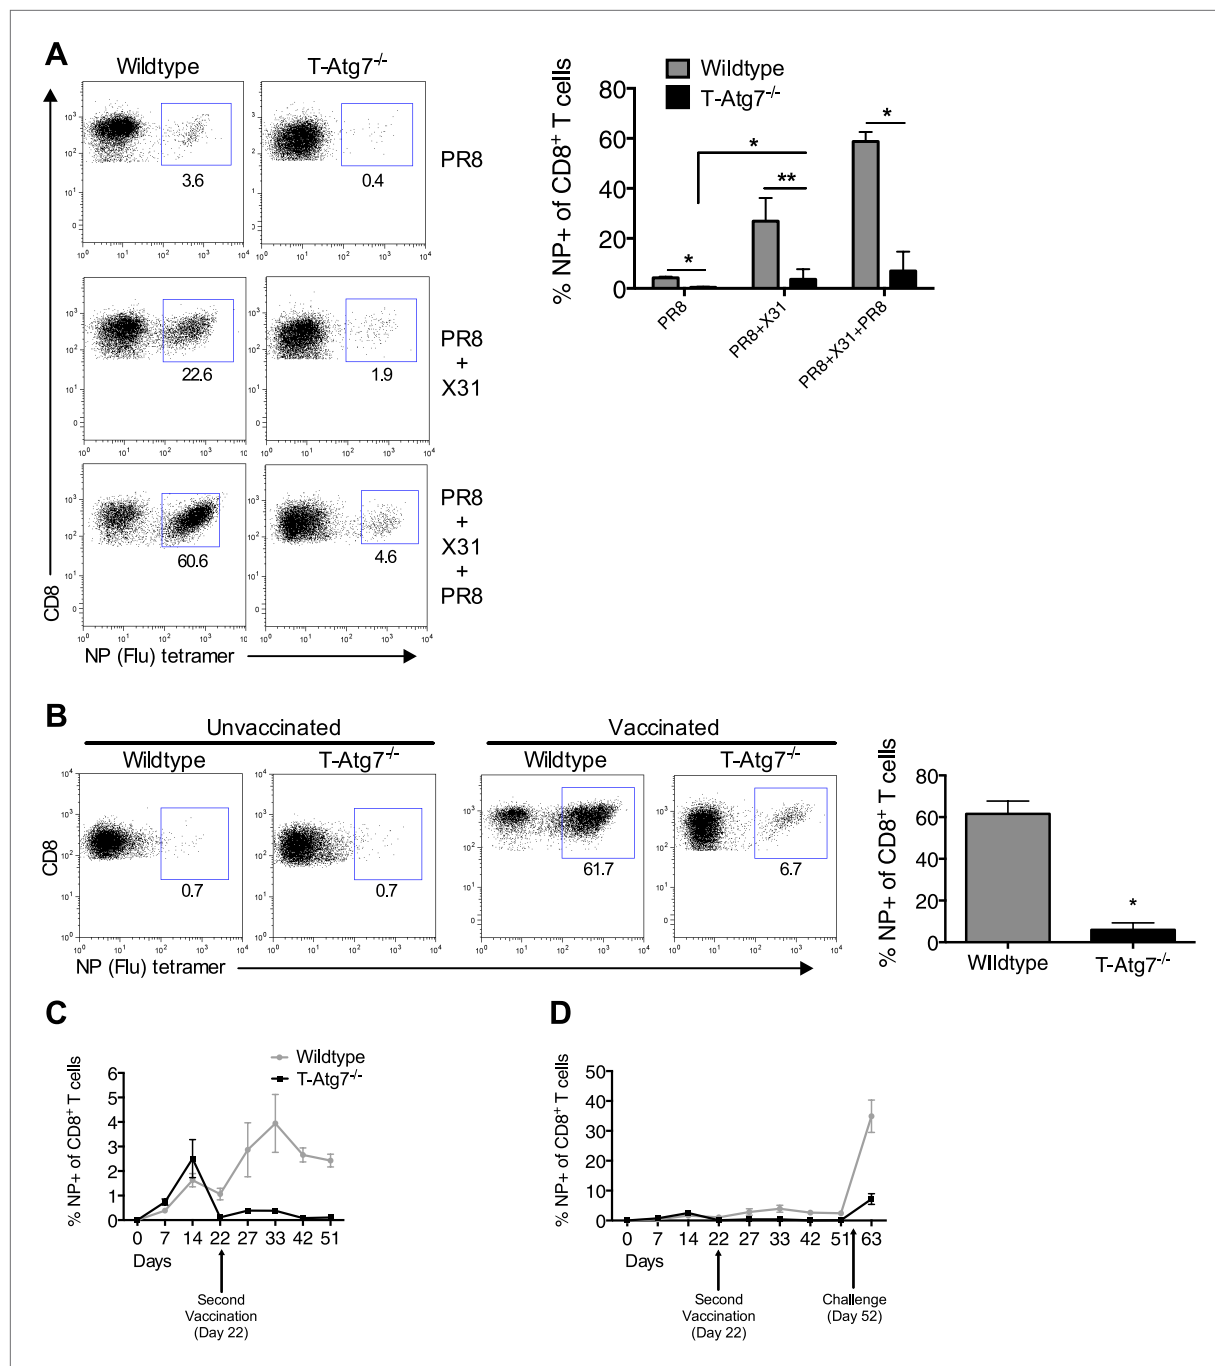 A
Wildtype
T-Atg7-/-
3.6
0.4
PR8
22.6
1.9
PR8
+
X31
60.6
4.6
PR8
+
X31
+
PR8
CD8
NP (Flu) tetramer
% NP+ of CD8+ T cells
Wildtype
T-Atg7-/-
80
60
40
20
0
*
*
**
*
PR8
PR8+X31
PR8+X31+PR8
B
Unvaccinated
Vaccinated
Wildtype
T-Atg7-/-
Wildtype
T-Atg7-/-
0.7
0.7
61.7
6.7
CD8
NP (Flu) tetramer
% NP+ of CD8+ T cells
80
60
40
20
0
*
WIldtype
T-Atg7-/-
C
Wildtype
T-Atg7-/-
% NP+ of CD8+ T cells
6
5
4
3
2
1
0
0 7 14 22 27 33 42 51
Days
Second
Vaccination
(Day 22)
D
% NP+ of CD8+ T cells
50
40
30
20
10
0
0 7 14 22 27 33 42 51 63
Days
Second
Vaccination
(Day 22)
Challenge
(Day 52)